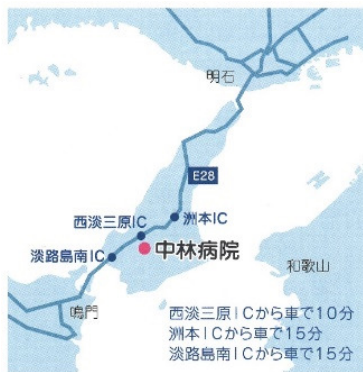 明石
E28
西淡三原IC
洲本IC
中林病院
淡路島南IC
和歌山
鳴門
西淡三原ICから車で10分
洲本ICから車で15分
淡路島南ICから車で15分